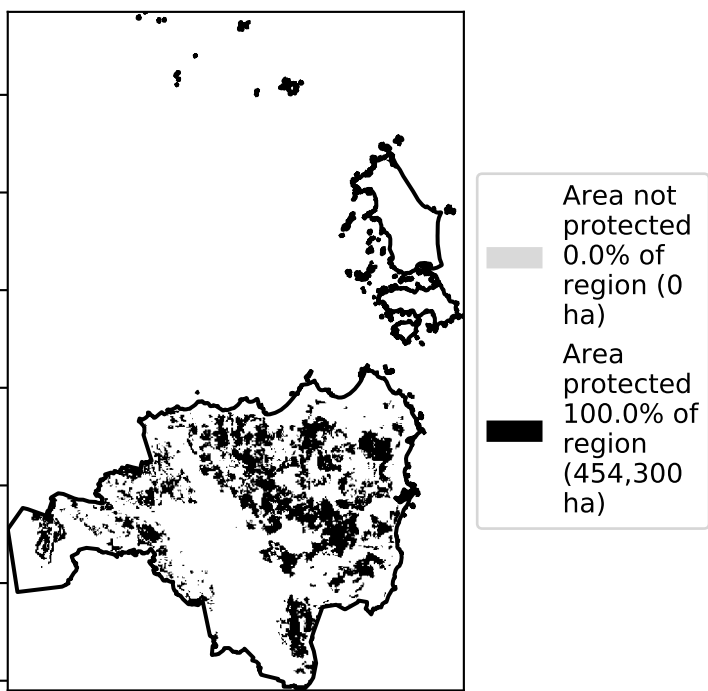 Area not
protected
0.0% of
region (0
ha)
Area
protected
100.0% of
region
(454,300
ha)